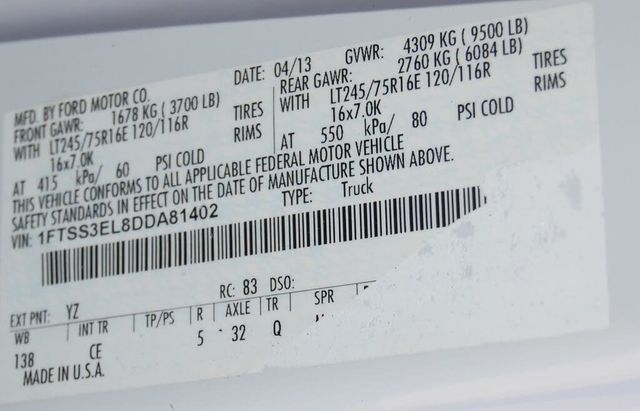 MFD. BY FORD MOTOR CO.
DATE: 04/13
GVWR: 4309 KG ( 9500 LB)
FRONT GAWR: 1678 KG ( 3700 LB)
REAR GAWR: 2760 KG ( 6084 LB)
WITH LT245/75R16E 120/116R TIRES
WITH LT245/75R16E 120/116R TIRES
16x7.0K RIMS
16x7.0K RIMS
AT 415 kPa/ 60 PSI COLD
AT 550 kPa/ 80 PSI COLD
THIS VEHICLE CONFORMS TO ALL APPLICABLE FEDERAL MOTOR VEHICLE
SAFETY STANDARDS IN EFFECT ON THE DATE OF MANUFACTURE SHOWN ABOVE.
VIN: 1FTSS3EL8DDA81402
TYPE: Truck
EXT PNT: YZ RC: 83 DSO:
WB INT TR TP/PS R AXLE TR SPR
138 CE 5 32 Q
MADE IN U.S.A.